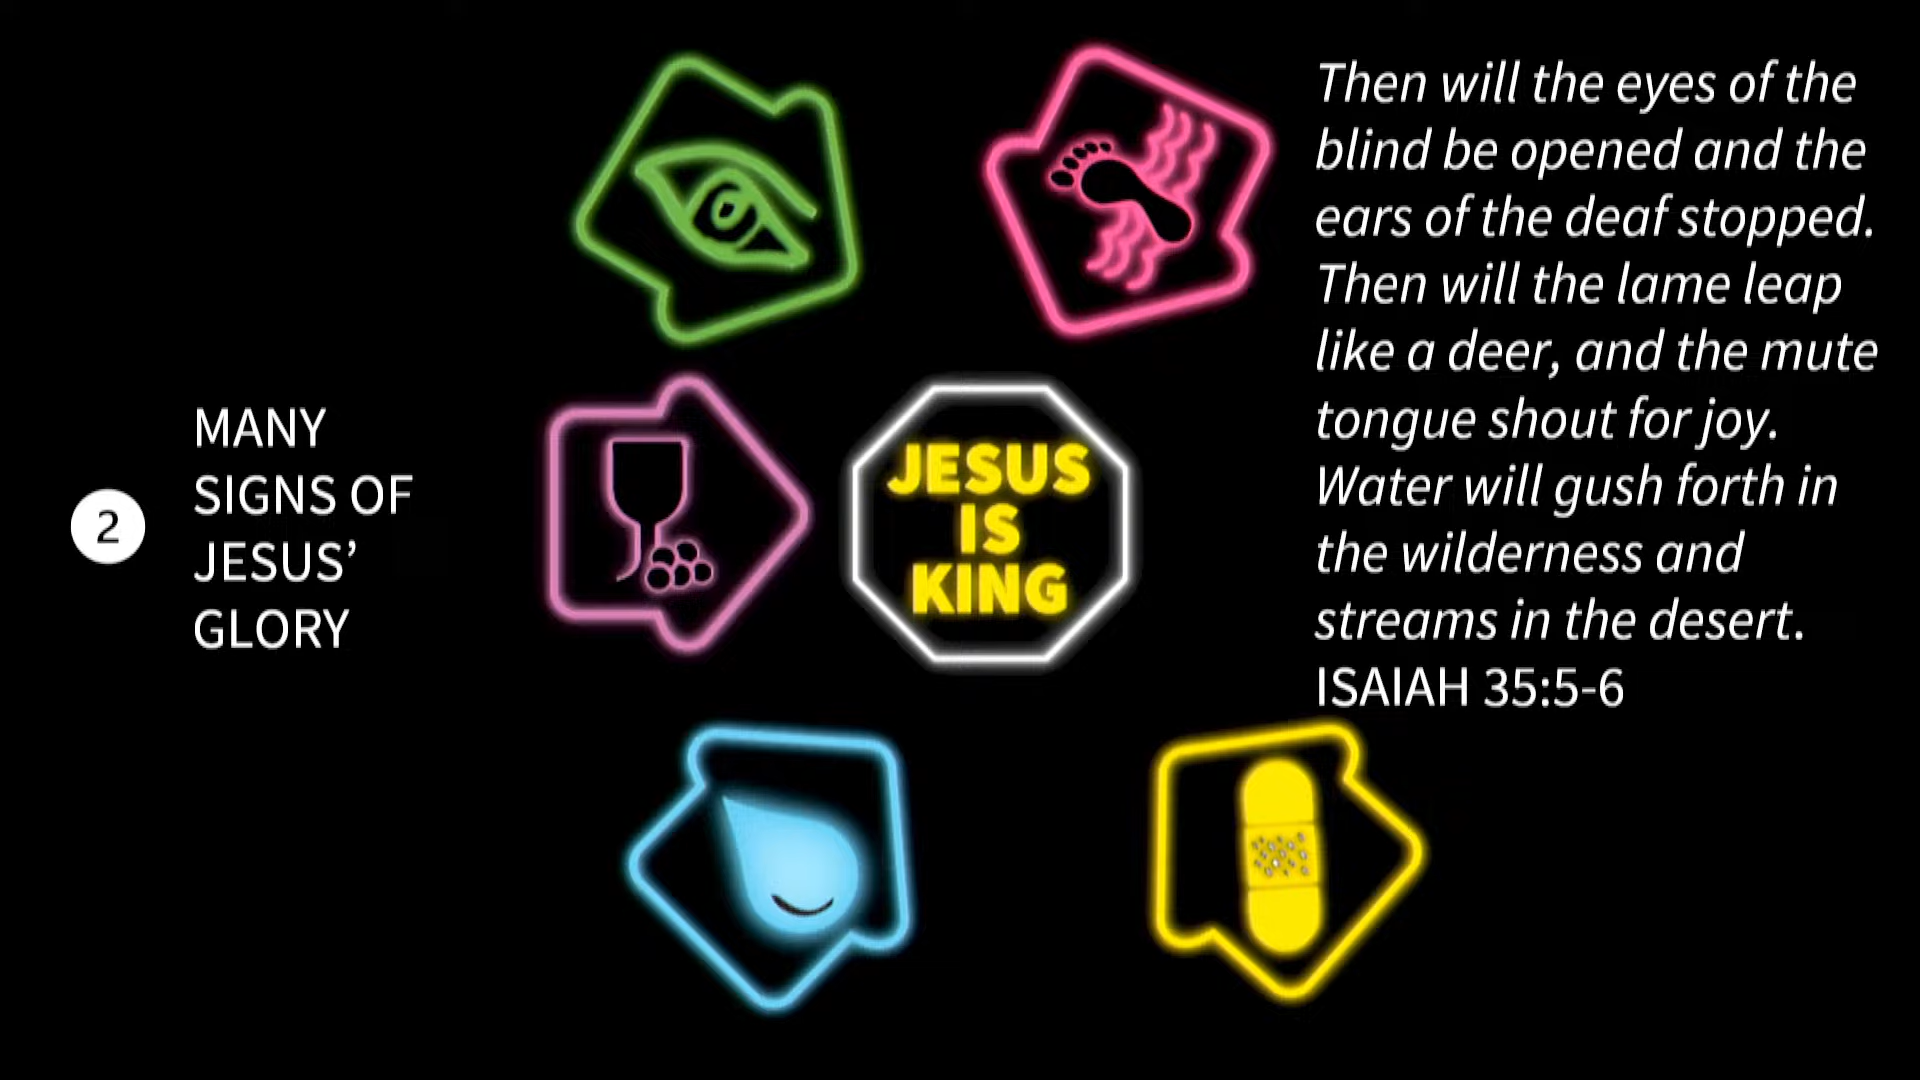 2
MANY
SIGNS OF
JESUS’
GLORY
JESUS
IS
KING
Then will the eyes of the
blind be opened and the
ears of the deaf stopped.
Then will the lame leap
like a deer, and the mute
tongue shout for joy.
Water will gush forth in
the wilderness and
streams in the desert.
ISAIAH 35:5-6